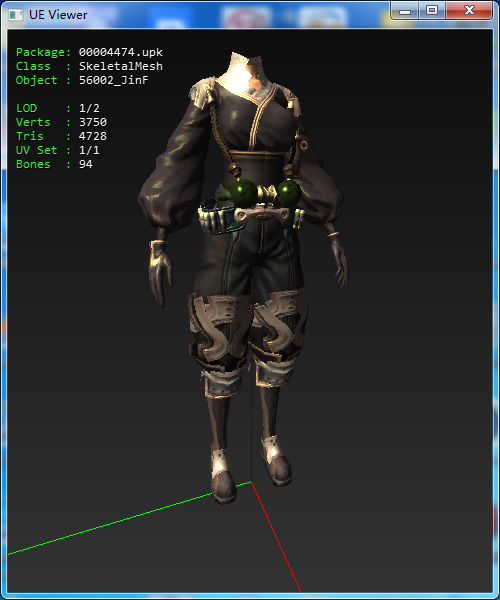 UE Viewer
Package: 00004474.upk
Class : SkeletalMesh
Object : 56002_JinF
LOD : 1/2
Verts : 3750
Tris : 4728
UV Set : 1/1
Bones : 94